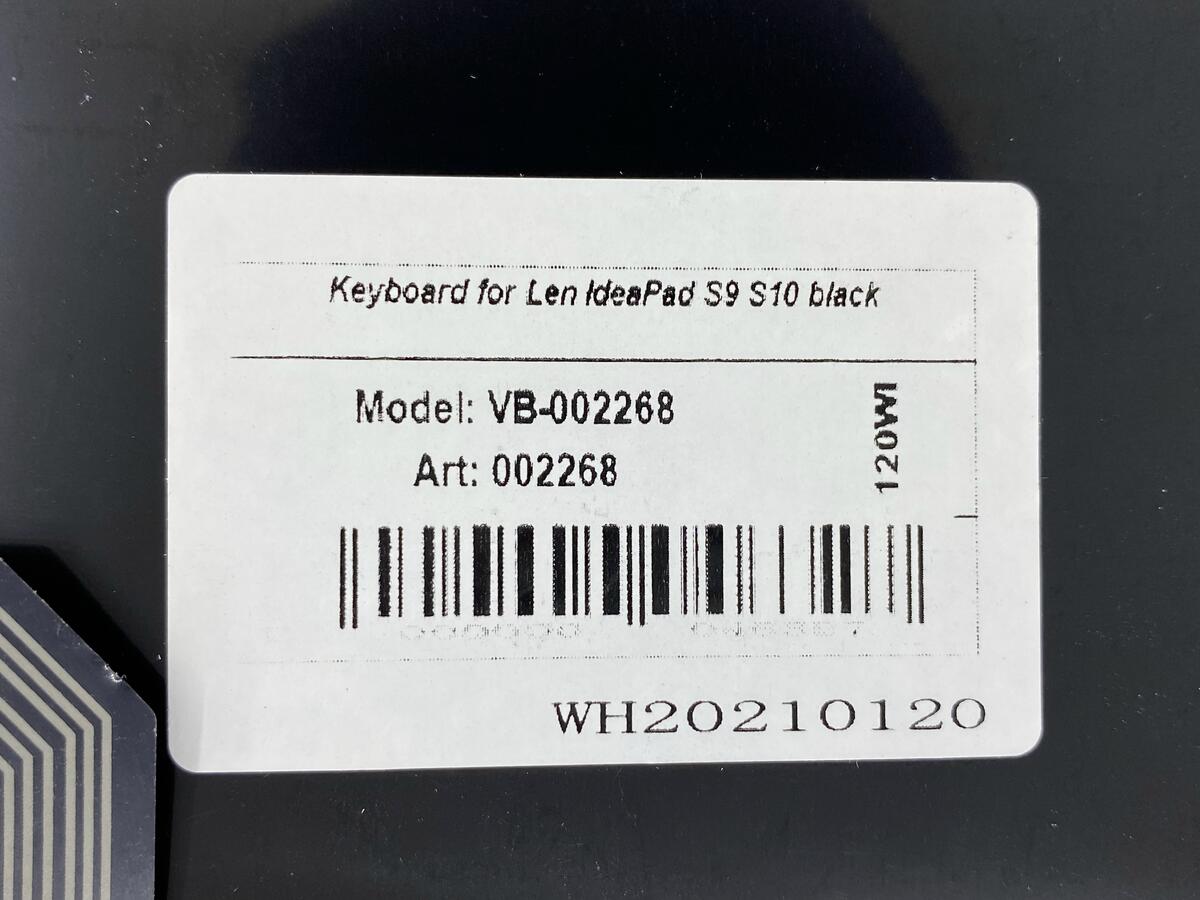 Keyboard for Len IdeaPad S9 S10 black
Model: VB-002268
120WI
Art: 002268
WH20210120